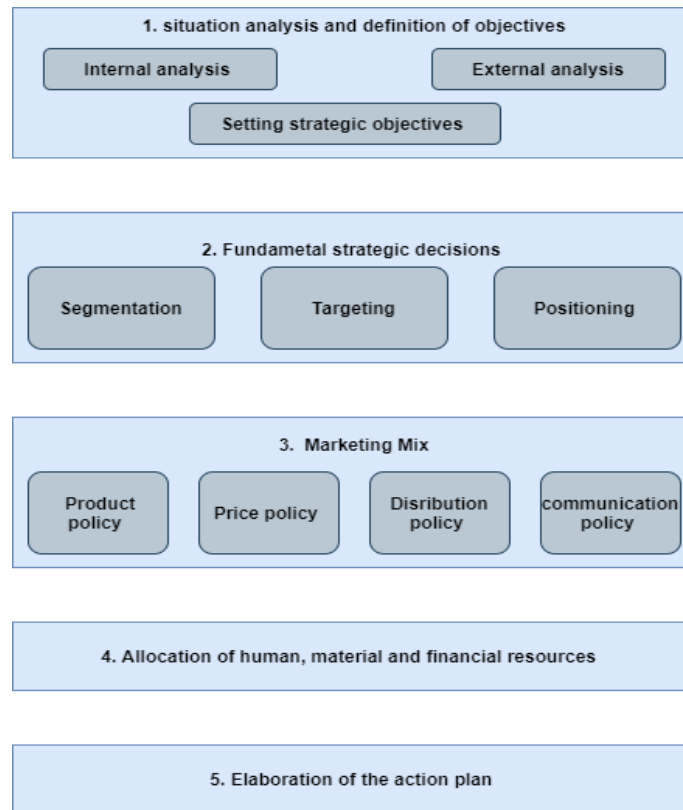 1. situation analysis and definition of objectives
Internal analysis
External analysis
Setting strategic objectives
2. Fundametal strategic decisions
Segmentation
Targeting
Positioning
3. Marketing Mix
Product
policy
Price policy
Disribution
policy
communication
policy
4. Allocation of human, material and financial resources
5. Elaboration of the action plan